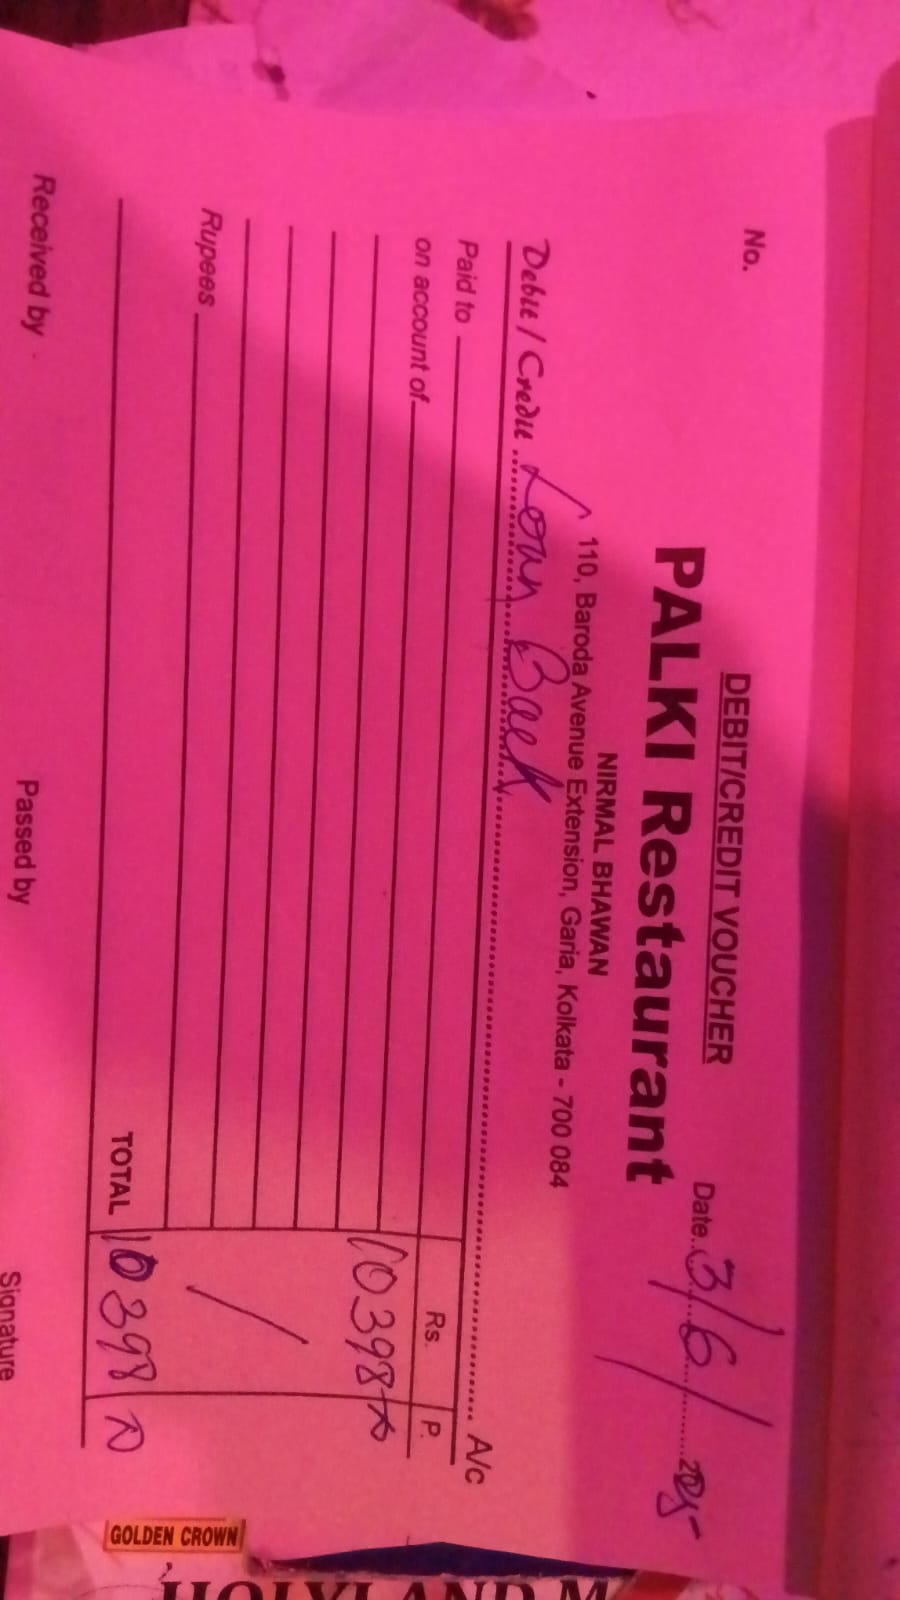 DEBIT/CREDIT VOUCHER
No.
Date 3/6/2025
PALKI Restaurant
NIRMAL BHAWAN
110, Baroda Avenue Extension, Garia, Kolkata - 700 084
Debit / Credit Loan Back A/c
Paid to
Rs. P.
on account of
10398
Rupees
TOTAL 10398
Received by
Passed by
Signature
GOLDEN CROWN
HOLYLAND M